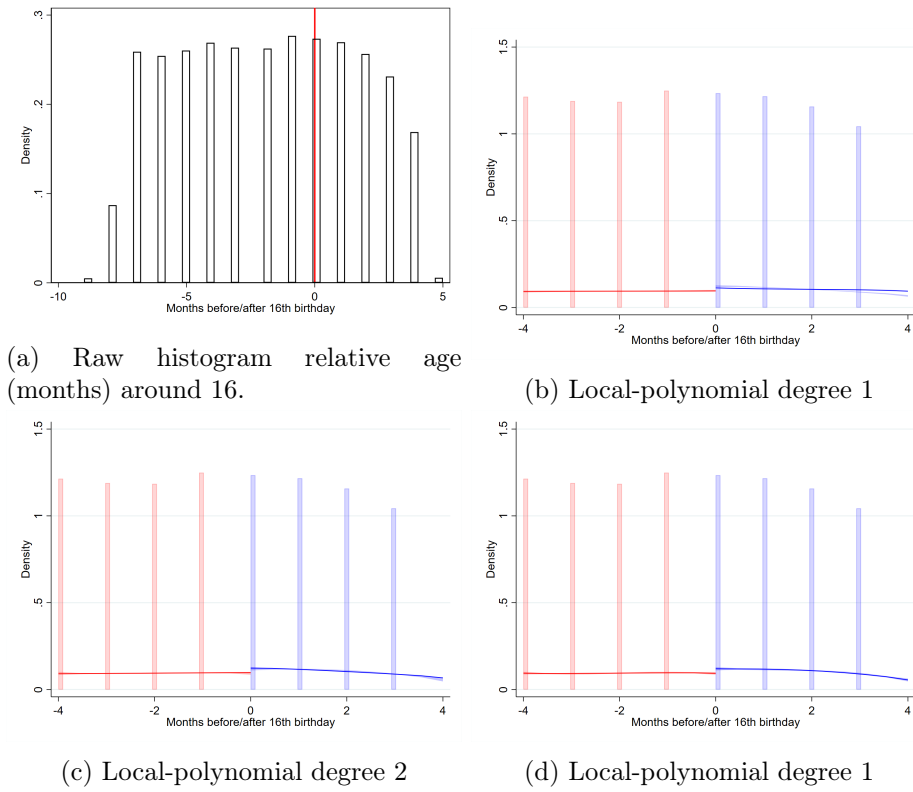 .3
.2
.1
0
Density
-10
-5
0
5
Months before/after 16th birthday
(a) Raw histogram relative age
(months) around 16.
1.5
1
.5
0
Density
-4
-2
0
2
4
Months before/after 16th birthday
(b) Local-polynomial degree 1
1.5
1
.5
0
Density
-4
-2
0
2
4
Months before/after 16th birthday
(c) Local-polynomial degree 2
1.5
1
.5
0
Density
-4
-2
0
2
4
Months before/after 16th birthday
(d) Local-polynomial degree 1